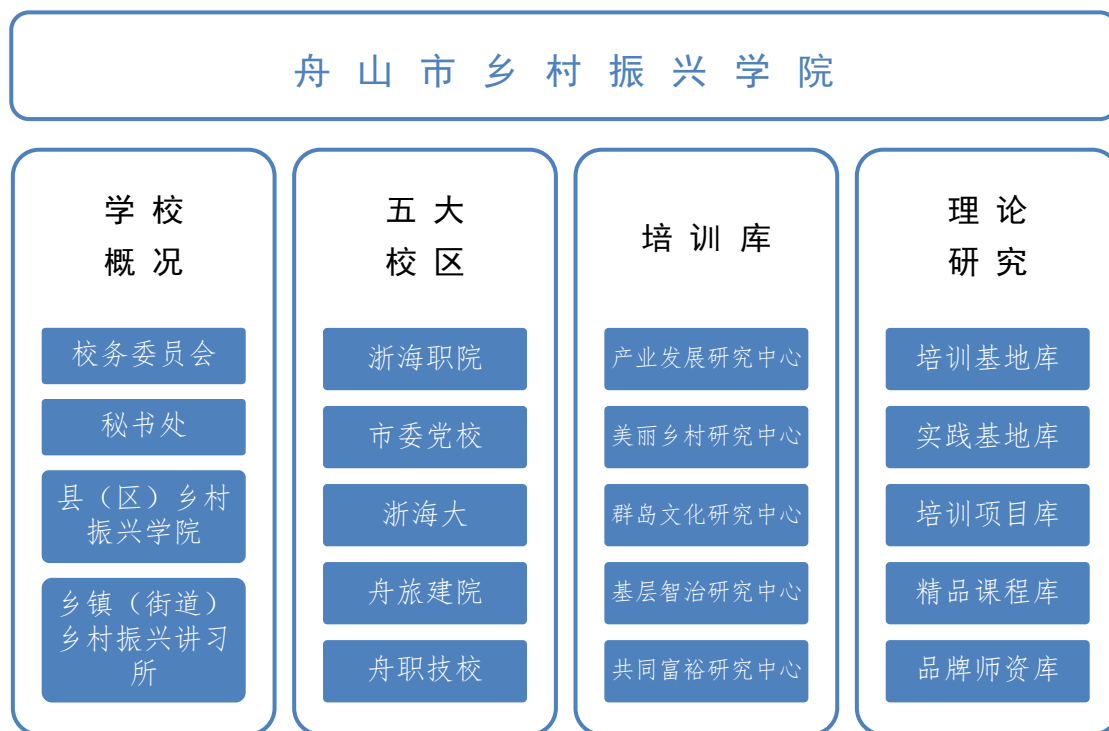 舟山市乡村振兴学院
学校
概况
校务委员会
秘书处
县（区）乡村
振兴学院
乡镇（街道）
乡村振兴讲习
所
五大
校区
浙海职院
市委党校
浙海大
舟旅建院
舟职技校
培训库
产业发展研究中心
美丽乡村研究中心
群岛文化研究中心
基层智治研究中心
共同富裕研究中心
理论
研究
培训基地库
实践基地库
培训项目库
精品课程库
品牌师资库